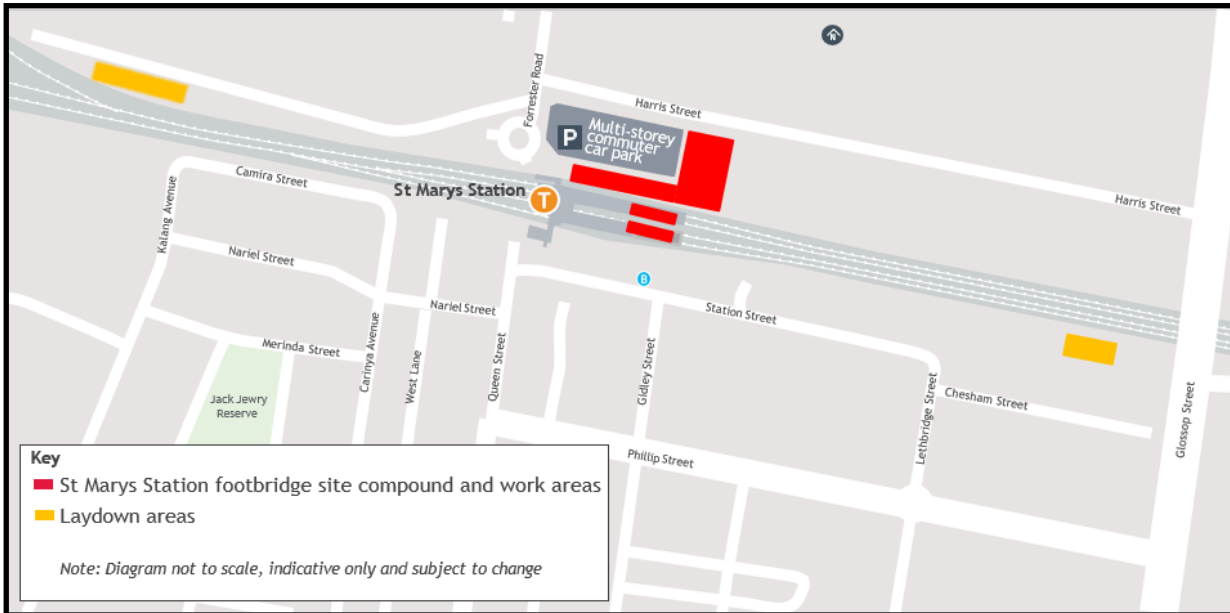 N
Forrester Road
Harris Street
P
Multi-storey
commuter
car park
Camira Street
St Marys Station
T
Kalang Avenue
Harris Street
Nariel Street
B
Nariel Street
Station Street
Merinda Street
Carinya Avenue
West Lane
Queen Street
Gidley Street
Jack Jewry
Reserve
Chesham Street
Lethbridge Street
Glossop Street
Phillip Street
Key
St Marys Station footbridge site compound and work areas
Laydown areas
Note: Diagram not to scale, indicative only and subject to change